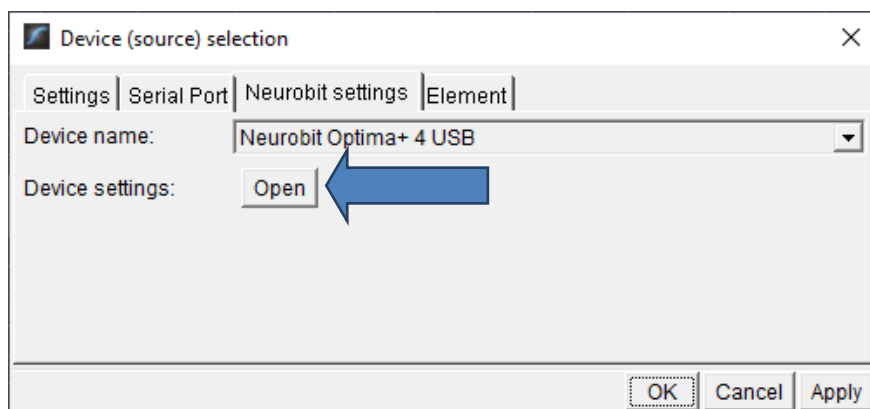 Device (source) selection
Settings Serial Port Neurobit settings Element
Device name: Neurobit Optima+ 4 USB
Device settings: Open
OK Cancel Apply